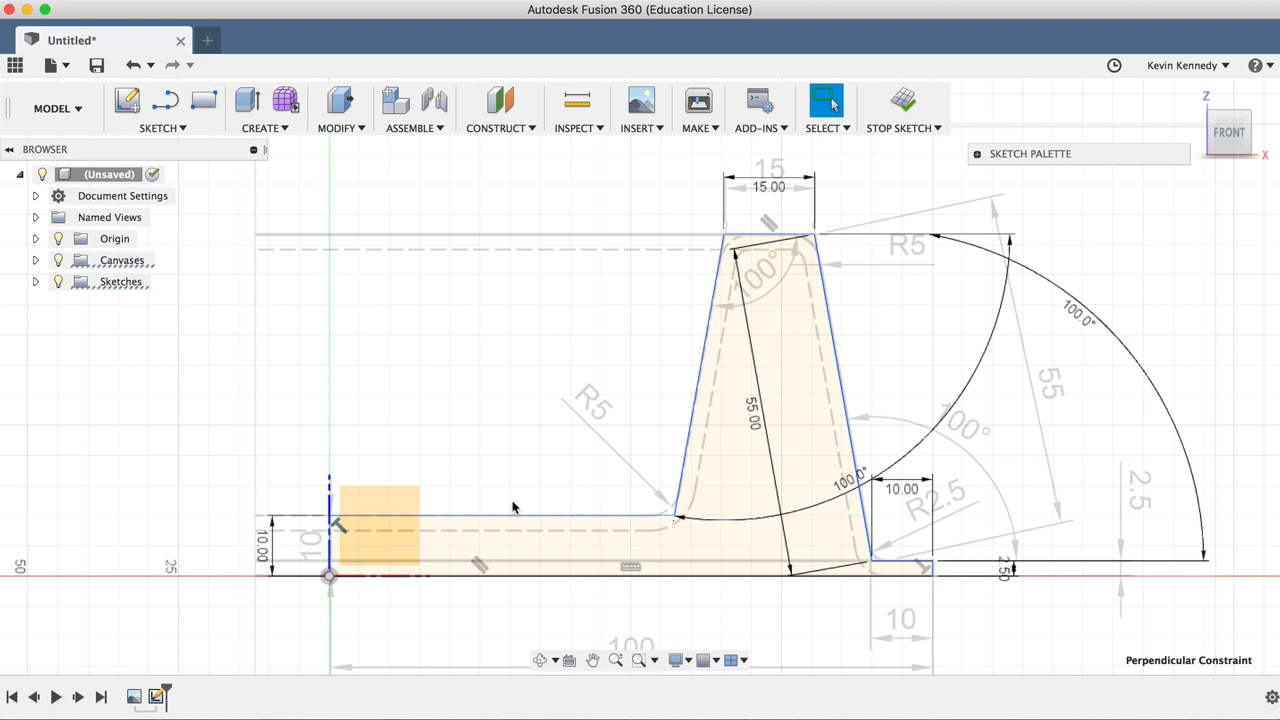 Autodesk Fusion 360 (Education License)
Untitled*
Kevin Kennedy
MODEL
SKETCH
CREATE
MODIFY
ASSEMBLE
CONSTRUCT
INSPECT
INSERT
MAKE
ADD-INS
SELECT
STOP SKETCH
BROWSER
SKETCH PALETTE
Z
FRONT
X
(Unsaved)
Document Settings
Named Views
Origin
Canvases
Sketches
15
15.00
R5
100°
100.0°
R5
55.00
55
100°
100.0°
10.00
R2.5
2.5
10.00
10
2.50
50
25
10
100
Perpendicular Constraint